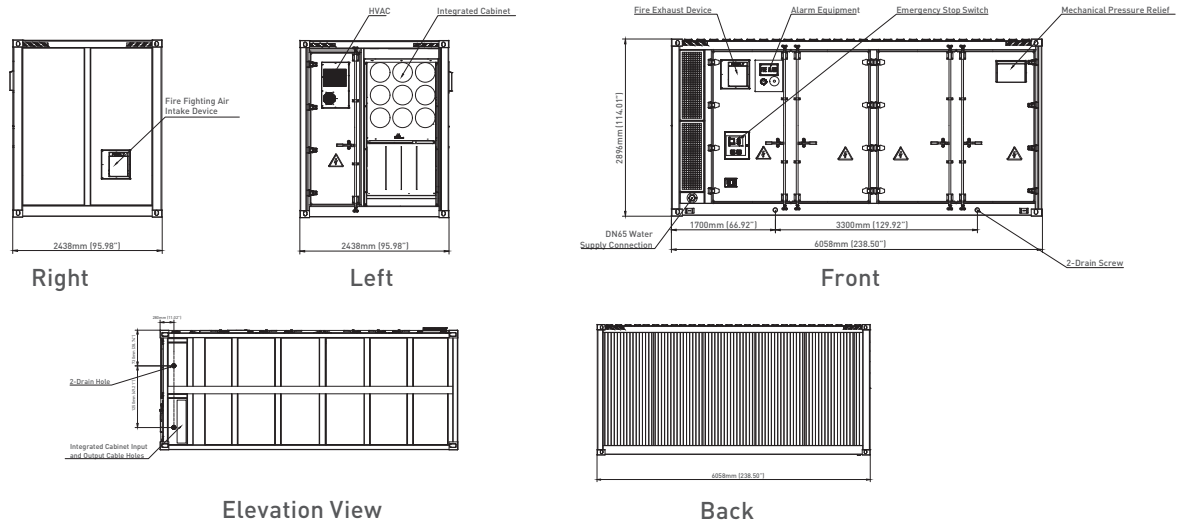 HVAC
Integrated Cabinet
Fire Exhaust Device
Alarm Equipment
Emergency Stop Switch
Mechanical Pressure Relief
Fire Fighting Air
Intake Device
2896mm (114.01")
2438mm (95.98")
2438mm (95.98")
DN65 Water
Supply Connection
1700mm (66.92")
3300mm (129.92")
6058mm (238.50")
2-Drain Screw
Right
Left
Front
280mm (11.02")
2-Drain Hole
Integrated Cabinet Input
and Output Cable Holes
6058mm (238.50")
Elevation View
Back